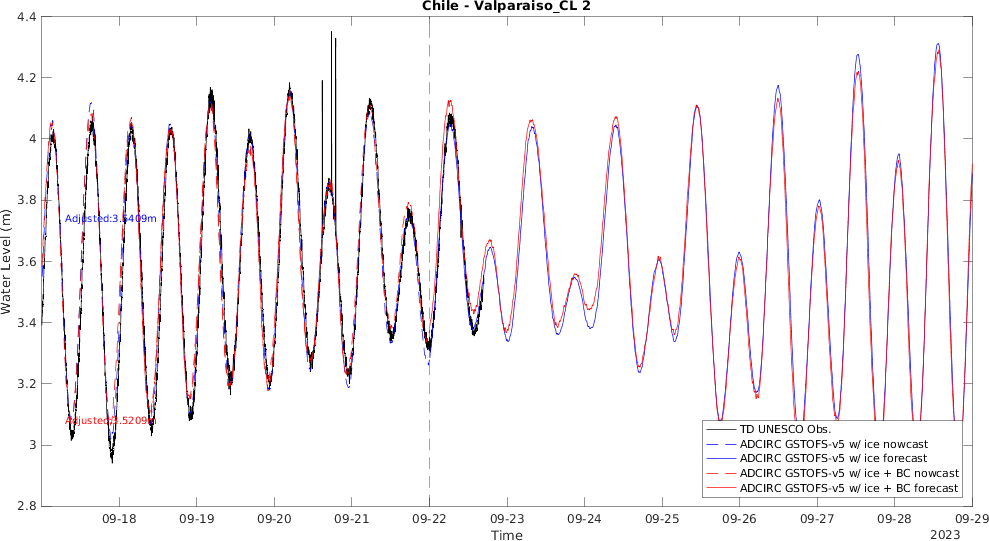 Chile - Valparaiso_CL 2
4.4
4.2
4
3.8
3.6
3.4
3.2
3
2.8
Water Level (m)
Adjusted:3.5409m
Adjusted:3.5209m
TD UNESCO Obs.
ADCIRC GSTOFS-v5 w/ ice nowcast
ADCIRC GSTOFS-v5 w/ ice forecast
ADCIRC GSTOFS-v5 w/ ice + BC nowcast
ADCIRC GSTOFS-v5 w/ ice + BC forecast
09-18 09-19 09-20 09-21 09-22 09-23 09-24 09-25 09-26 09-27 09-28 09-29
Time
2023